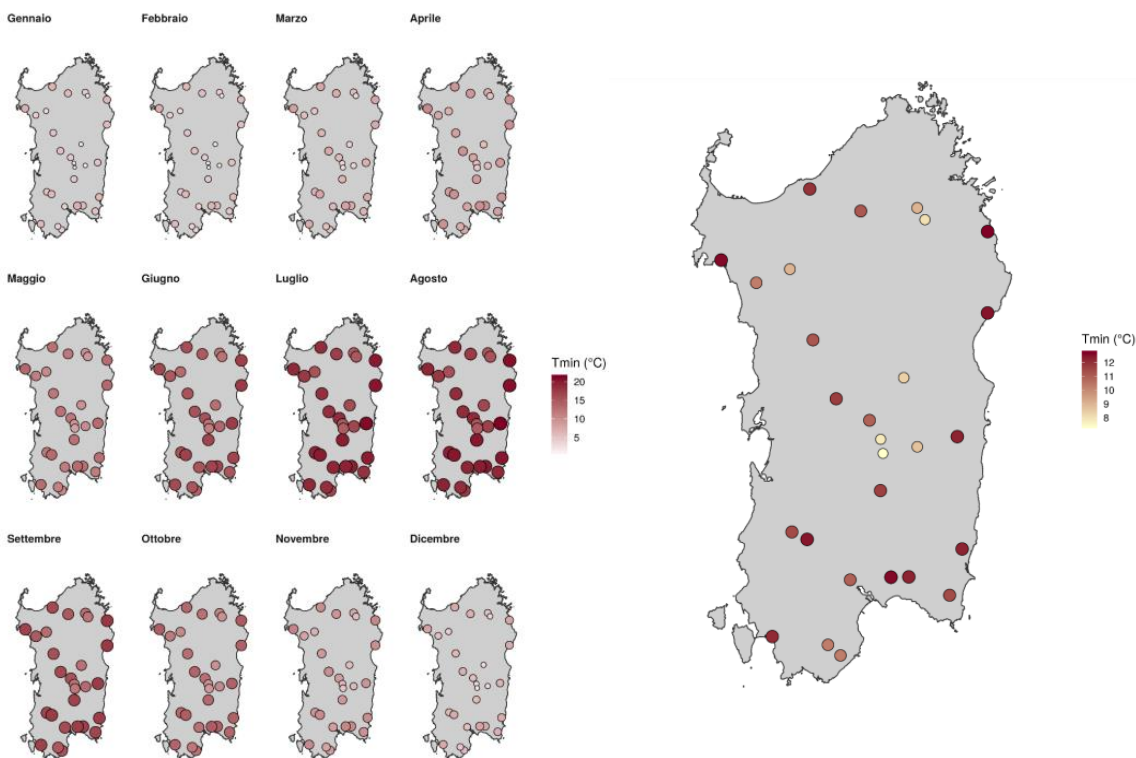 Gennaio
Febbraio
Marzo
Aprile
Maggio
Giugno
Luglio
Agosto
Tmin (°C)
20
15
10
5
Settembre
Ottobre
Novembre
Dicembre
Tmin (°C)
12
11
10
9
8